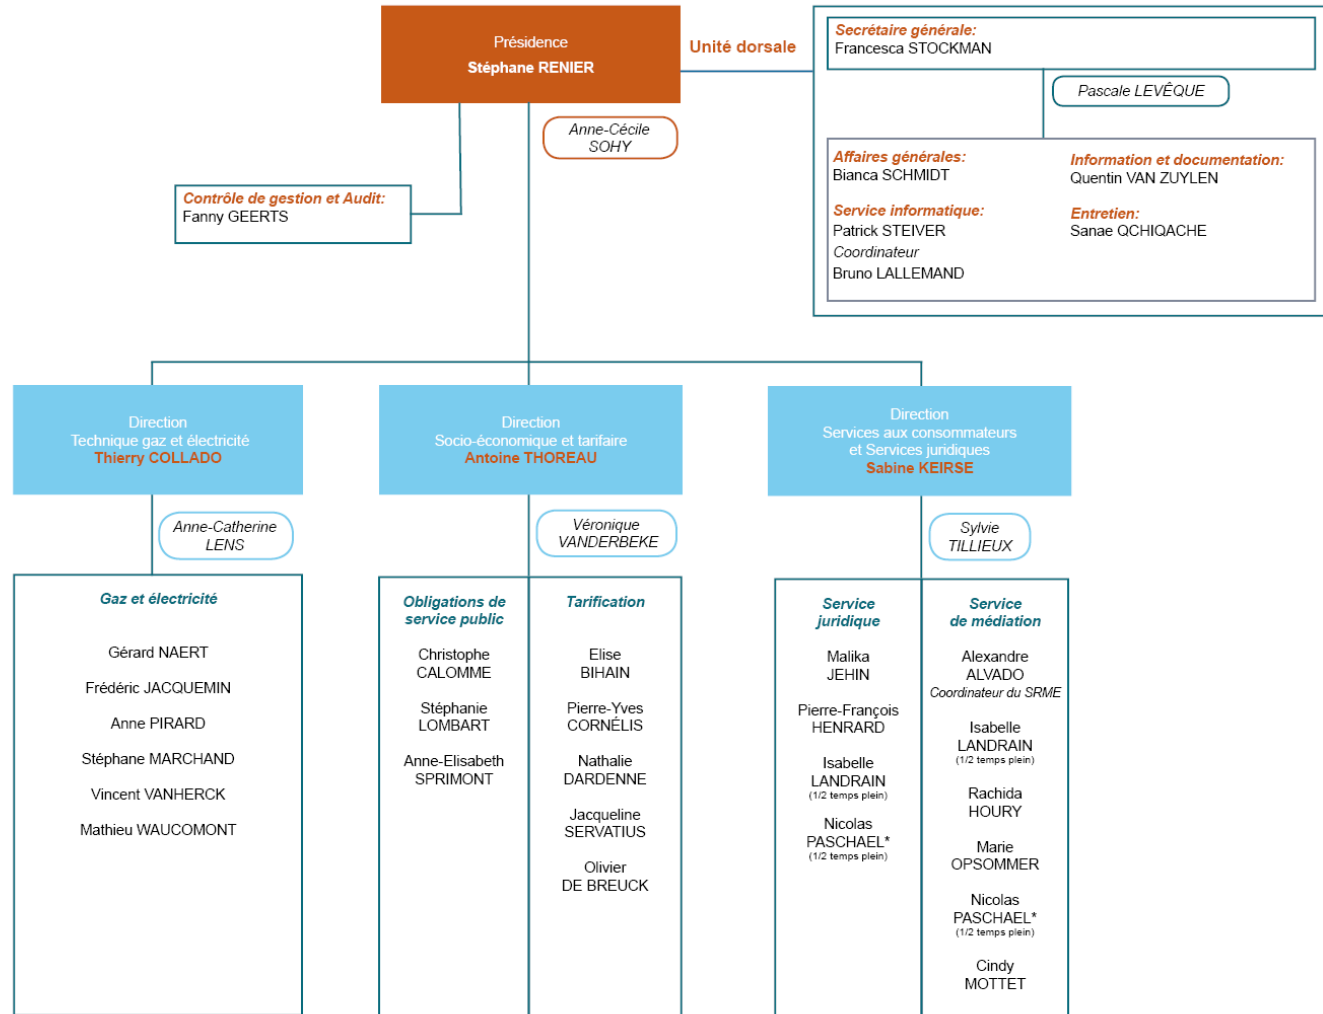 Présidence
Stéphane RENIER
Unité dorsale
Secrétaire générale:
Francesca STOCKMAN
Pascale LEVÊQUE
Anne-Cécile
SOHY
Affaires générales:
Bianca SCHMIDT
Service informatique:
Patrick STEIVER
Coordinateur
Bruno LALLEMAND
Information et documentation:
Quentin VAN ZUYLEN
Entretien:
Sanae QCHIQACHE
Contrôle de gestion et Audit:
Fanny GEERTS
Direction
Technique gaz et électricité
Thierry COLLADO
Direction
Socio-économique et tarifaire
Antoine THOREAU
Direction
Services aux consommateurs
et Services juridiques
Sabine KEIRSE
Anne-Catherine
LENS
Véronique
VANDERBEKE
Sylvie
TILLIEUX
Gaz et électricité
Gérard NAERT
Frédéric JACQUEMIN
Anne PIRARD
Stéphane MARCHAND
Vincent VANHERCK
Mathieu WAUCOMONT
Obligations de
service public
Christophe
CALOMME
Stéphanie
LOMBART
Anne-Elisabeth
SPRIMONT
Tarification
Elise
BIHAIN
Pierre-Yves
CORNÉLIS
Nathalie
DARDENNE
Jacqueline
SERVATIUS
Olivier
DE BREUCK
Service
juridique
Malika
JEHIN
Pierre-François
HENRARD
Isabelle
LANDRAIN
(1/2 temps plein)
Nicolas
PASCHAEL*
(1/2 temps plein)
Service
de médiation
Alexandre
ALVADO
Coordinateur du SRME
Isabelle
LANDRAIN
(1/2 temps plein)
Rachida
HOURY
Marie
OPSOMMER
Nicolas
PASCHAEL*
(1/2 temps plein)
Cindy
MOTTET